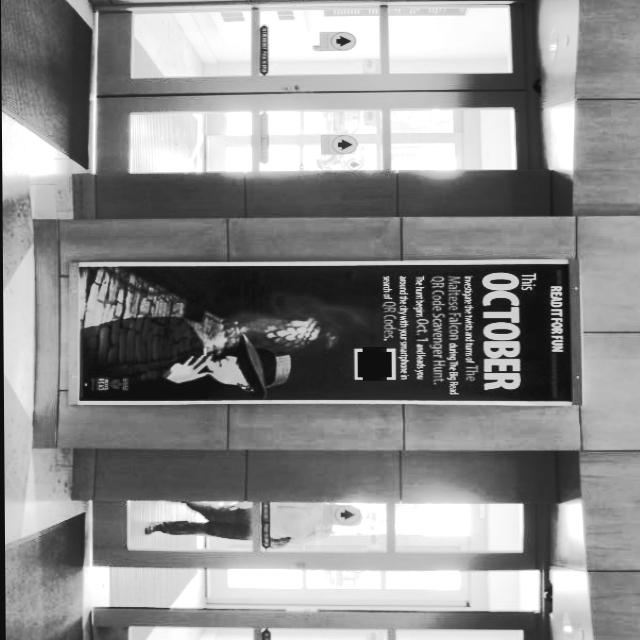 READ IT FOR FUN
This
OCTOBER
Investigate the twists and turns of The
Maltese Falcon during The Big Read
QR Code Scavenger Hunt.
The hunt begins Oct. 1 and leads you
around the city with your smartphone in
search of QR Codes.